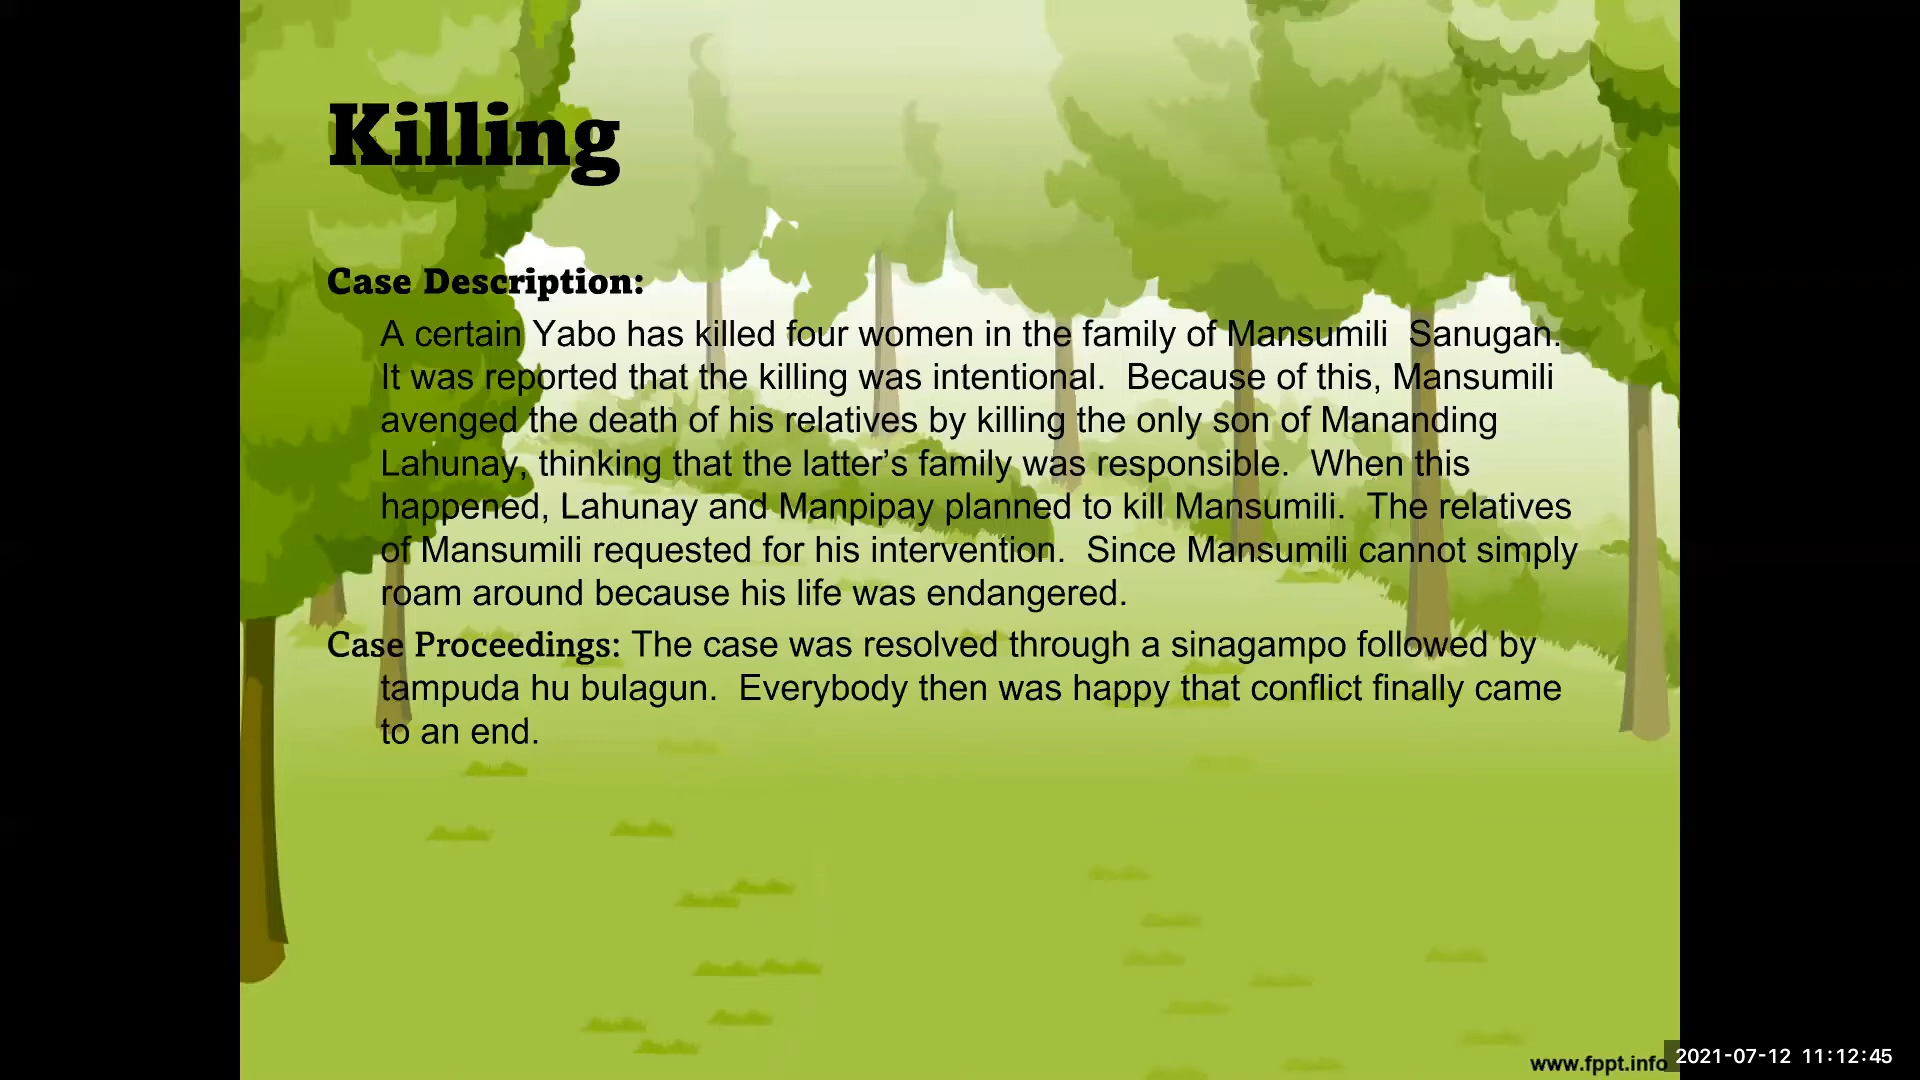 Killing
Case Description:
A certain Yabo has killed four women in the family of Mansumili  Sanugan.
It was reported that the killing was intentional.  Because of this, Mansumili
avenged the death of his relatives by killing the only son of Mananding
Lahunay, thinking that the latter’s family was responsible.  When this
happened, Lahunay and Manpipay planned to kill Mansumili.  The relatives
of Mansumili requested for his intervention.  Since Mansumili cannot simply
roam around because his life was endangered.
Case Proceedings: The case was resolved through a sinagampo followed by
tampuda hu bulagun.  Everybody then was happy that conflict finally came
to an end.
www.fppt.info
2021-07-12 11:12:45